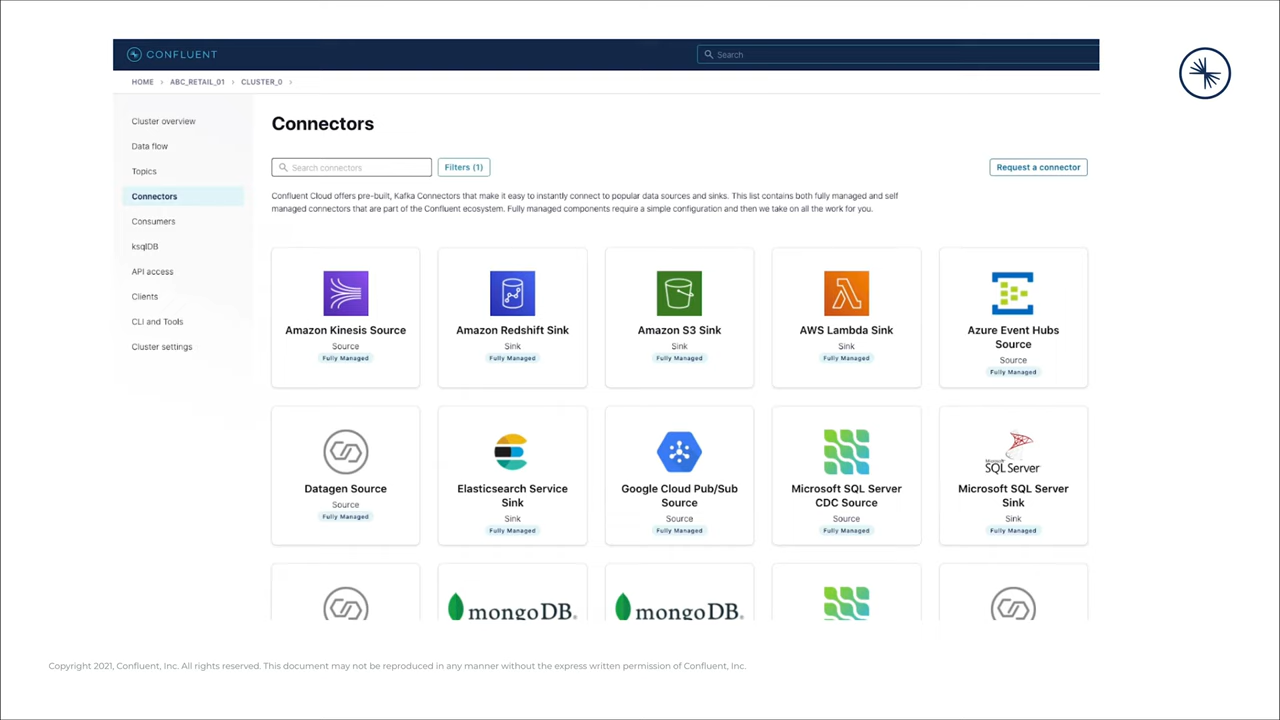 CONFLUENT
Search
HOME > ABC_RETAIL_01 > CLUSTER_0 >
Cluster overview
Data flow
Topics
Connectors
Consumers
ksqlDB
API access
Clients
CLI and Tools
Cluster settings
Connectors
Search connectors
Filters (1)
Request a connector
Confluent Cloud offers pre-built, Kafka Connectors that make it easy to instantly connect to popular data sources and sinks. This list contains both fully managed and self
managed connectors that are part of the Confluent ecosystem. Fully managed components require a simple configuration and then we take on all the work for you.
Amazon Kinesis Source
Source
Fully Managed
Amazon Redshift Sink
Sink
Fully Managed
Amazon S3 Sink
Sink
Fully Managed
AWS Lambda Sink
Sink
Fully Managed
Azure Event Hubs
Source
Source
Fully Managed
Datagen Source
Source
Fully Managed
Elasticsearch Service
Sink
Sink
Fully Managed
Google Cloud Pub/Sub
Source
Source
Fully Managed
Microsoft SQL Server
CDC Source
Source
Fully Managed
Microsoft
SQL Server
Microsoft SQL Server
Sink
Sink
Fully Managed
mongoDB.
mongoDB.
Copyright 2021, Confluent, Inc. All rights reserved. This document may not be reproduced in any manner without the express written permission of Confluent, Inc.